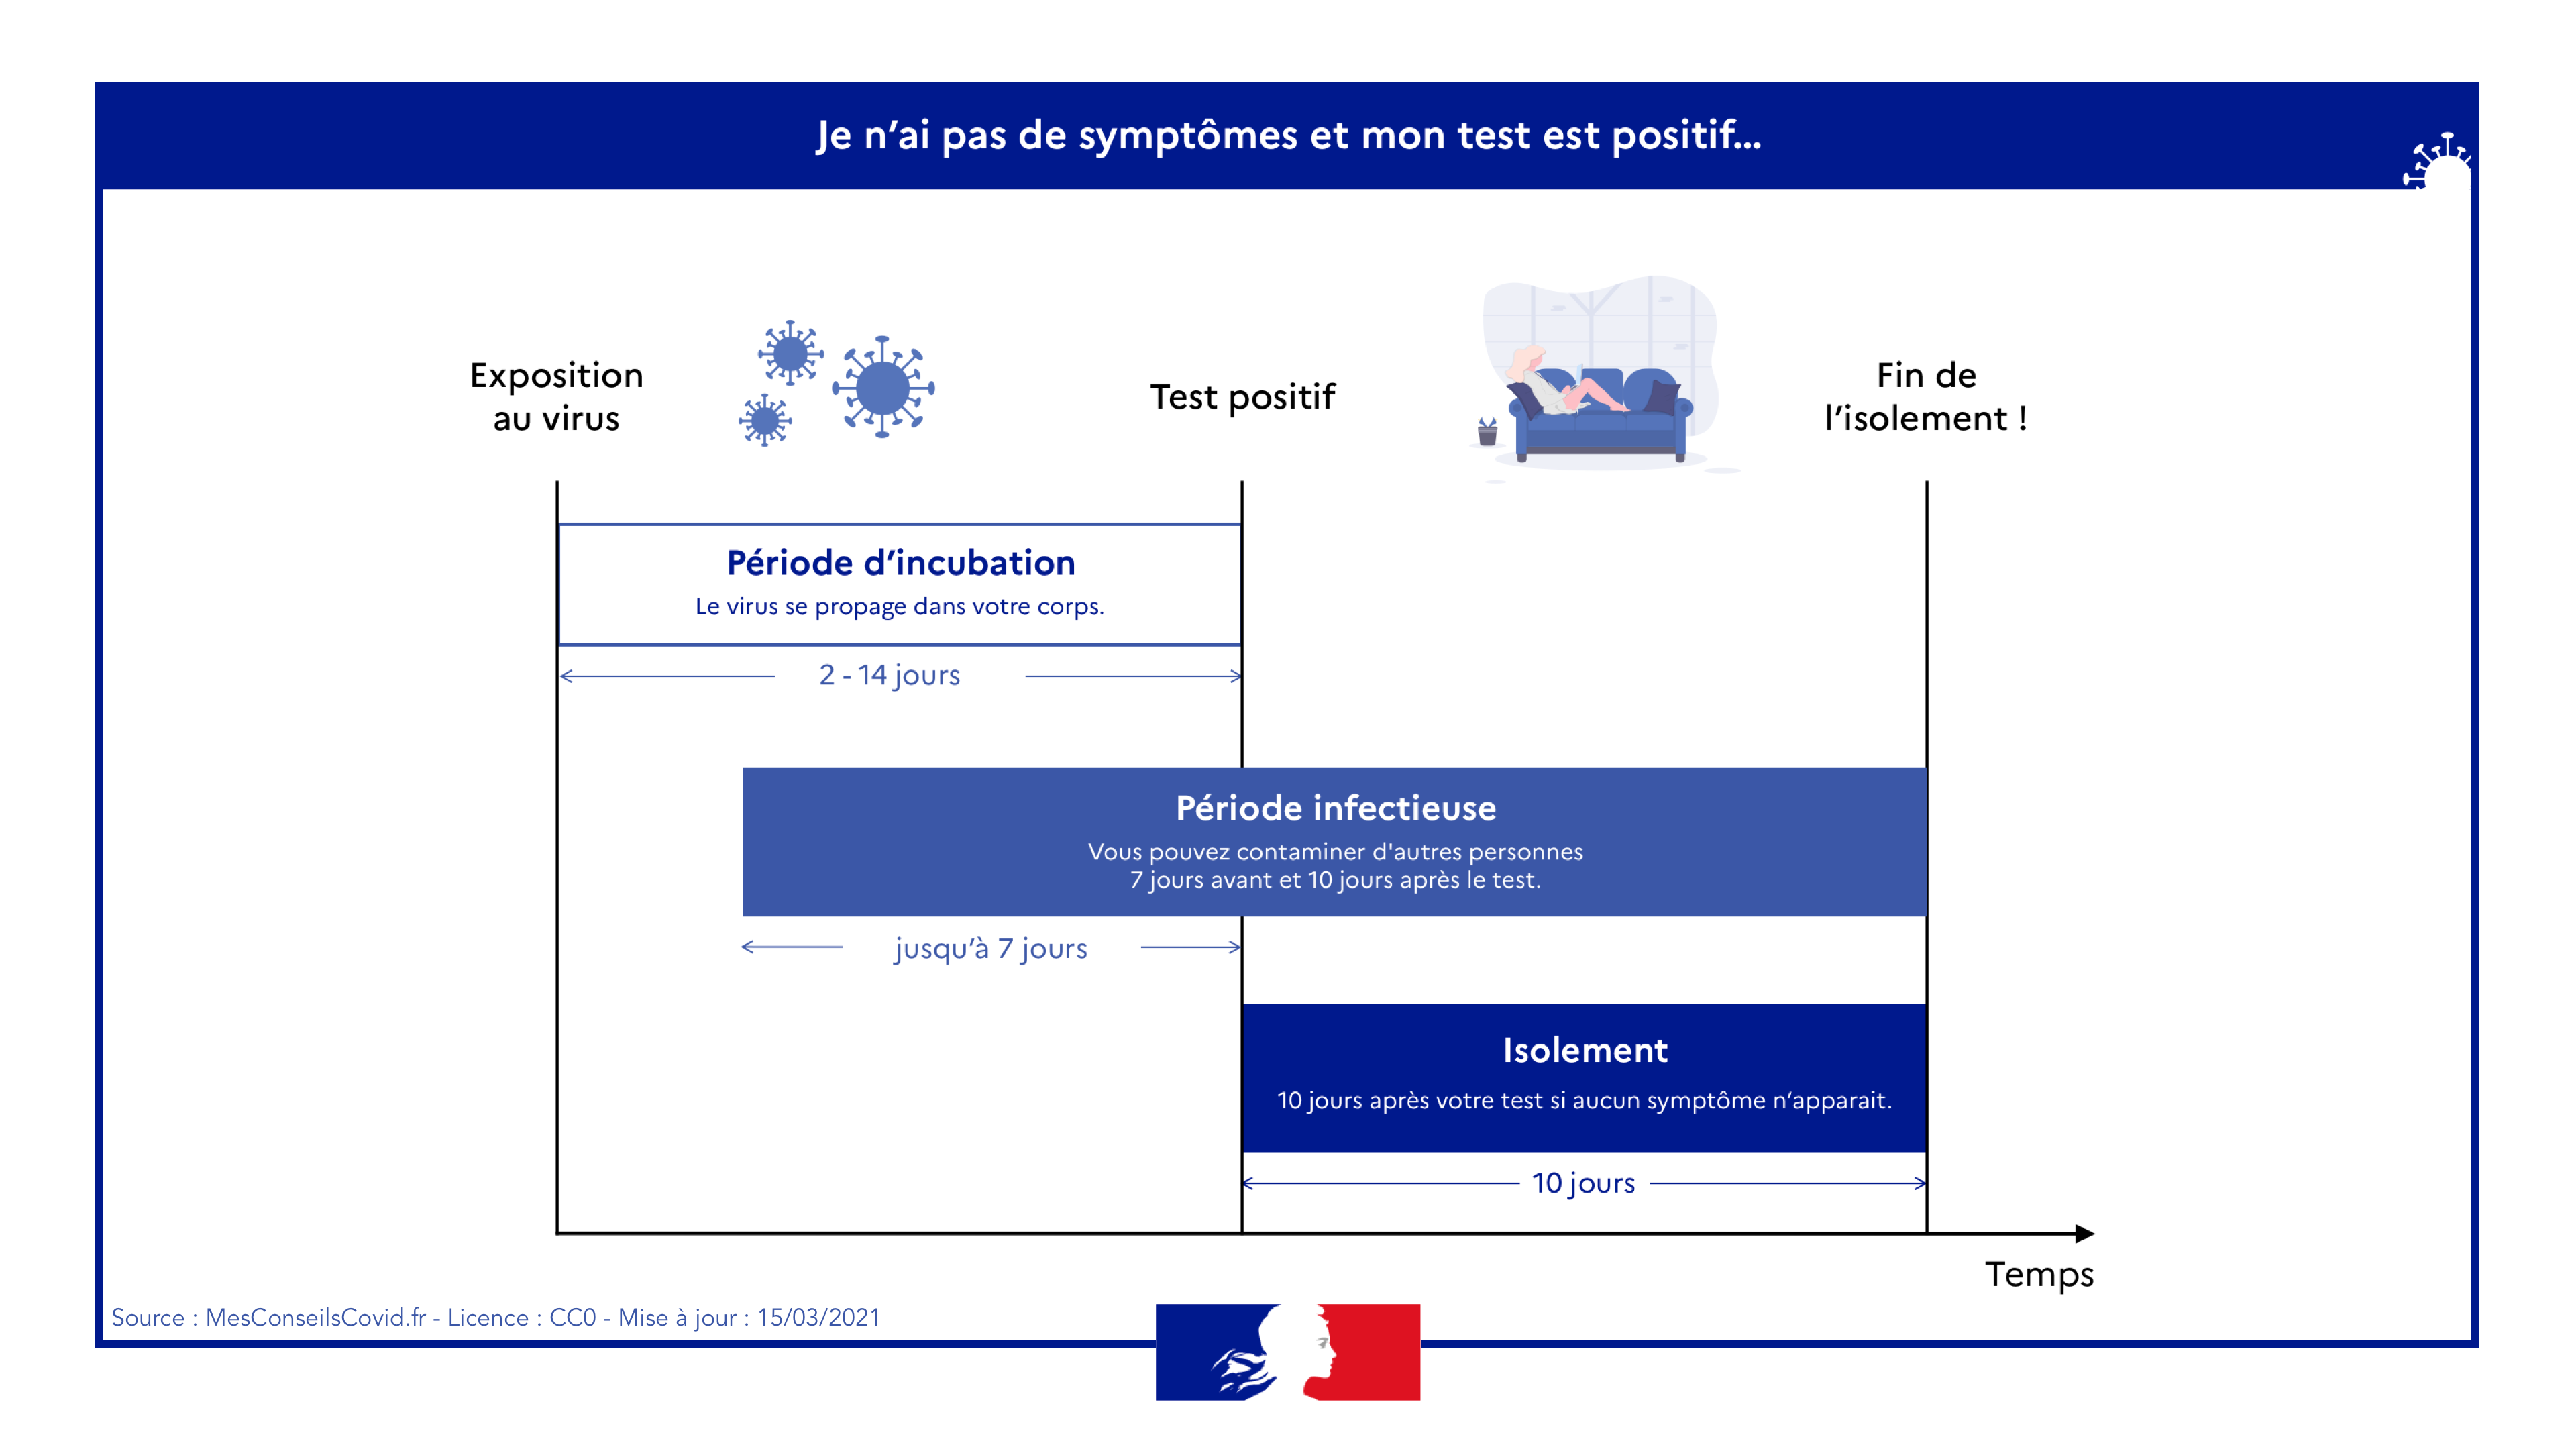 Je n’ai pas de symptômes et mon test est positif...
Exposition
au virus
Test positif
Fin de
l’isolement !
Période d’incubation
Le virus se propage dans votre corps.
2 - 14 jours
Période infectieuse
Vous pouvez contaminer d'autres personnes
7 jours avant et 10 jours après le test.
jusqu’à 7 jours
Isolement
10 jours après votre test si aucun symptôme n’apparait.
10 jours
Temps
Source : MesConseilsCovid.fr - Licence : CC0 - Mise à jour : 15/03/2021